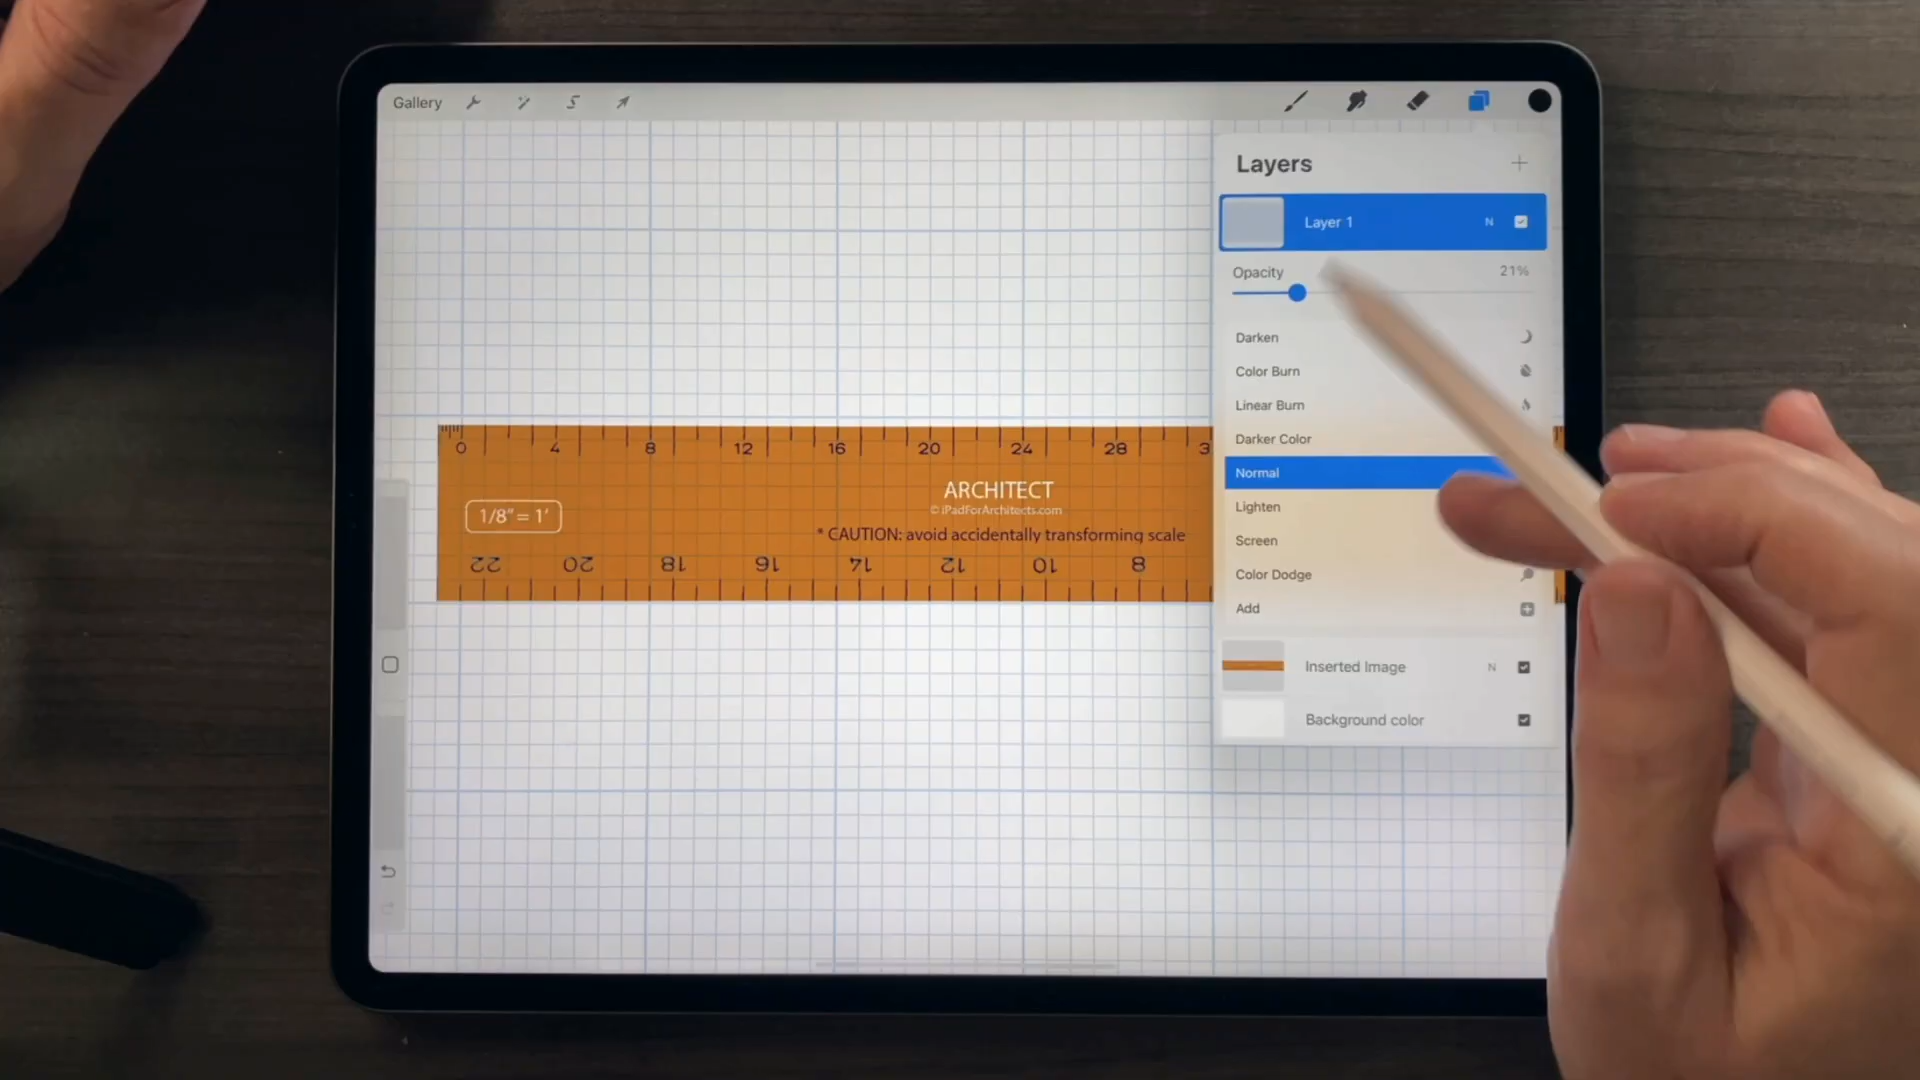 Gallery
Layers
Layer 1 N
Opacity 21%
Darken
Color Burn
Linear Burn
Darker Color
Normal
Lighten
Screen
Color Dodge
Add
Inserted Image N
Background color
0 4 8 12 16 20 24 28 3
ARCHITECT
© iPadForArchitects.com
1/8" = 1'
* CAUTION: avoid accidentally transforming scale
22 20 18 16 14 12 10 8